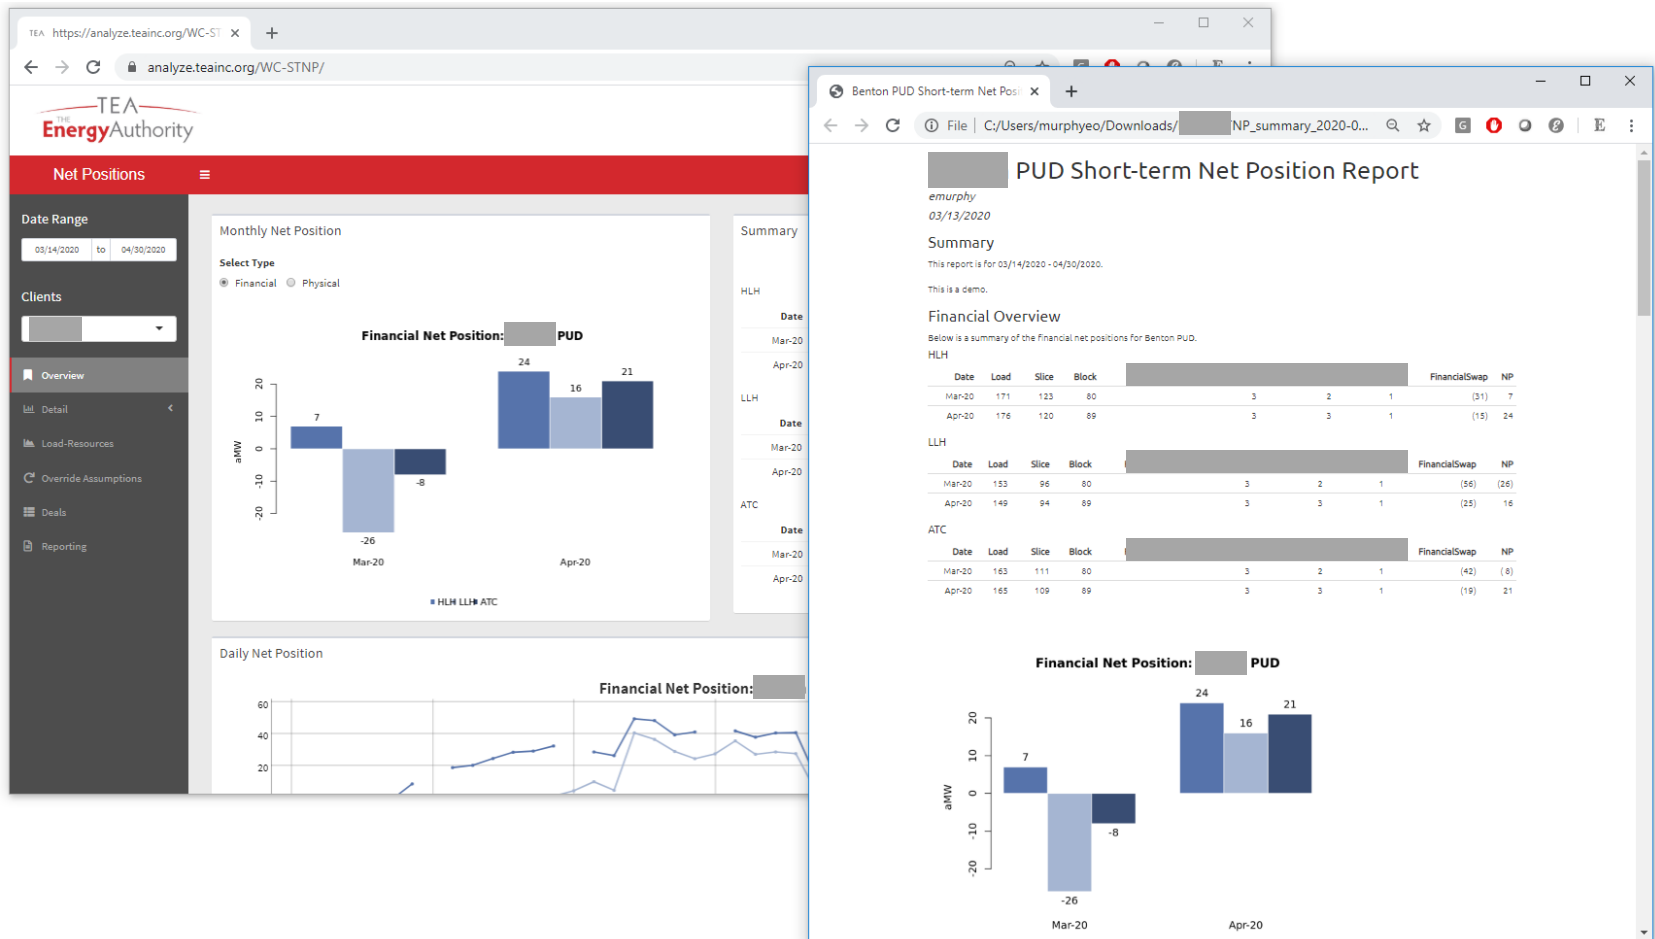 TEA https://analyze.teainc.org/WC-ST
analyze.teainc.org/WC-STNP/
TEA
THE
EnergyAuthority
Net Positions
Date Range
03/14/2020 to 04/30/2020
Clients
Overview
Detail
Load-Resources
Override Assumptions
Deals
Reporting
Monthly Net Position
Select Type
Financial Physical
Financial Net Position: PUD
24
21
16
7
20
10
0
-10
-20
aMW
-8
-26
Mar-20 Apr-20
HLH LLH ATC
Summary
HLH
Date
Mar-20
Apr-20
LLH
Date
Mar-20
Apr-20
ATC
Date
Mar-20
Apr-20
Daily Net Position
Financial Net Position:
60
40
20
Benton PUD Short-term Net Posi
File C:/Users/murphyeo/Downloads/ NP_summary_2020-0...
PUD Short-term Net Position Report
emurphy
03/13/2020
Summary
This report is for 03/14/2020 - 04/30/2020.
This is a demo.
Financial Overview
Below is a summary of the financial net positions for Benton PUD.
HLH
Date Load Slice Block FinancialSwap NP
Mar-20 171 123 80 3 2 1 (31) 7
Apr-20 176 120 89 3 3 1 (15) 24
LLH
Date Load Slice Block FinancialSwap NP
Mar-20 153 96 80 3 2 1 (56) (26)
Apr-20 149 94 89 3 3 1 (25) 16
ATC
Date Load Slice Block FinancialSwap NP
Mar-20 163 111 80 3 2 1 (42) (8)
Apr-20 165 109 89 3 3 1 (19) 21
Financial Net Position: PUD
24
21
16
7
20
10
0
-10
-20
aMW
-8
-26
Mar-20 Apr-20